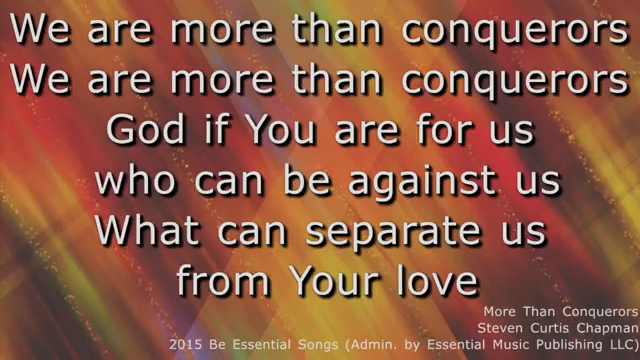 We are more than conquerors
We are more than conquerors
God if You are for us
who can be against us
What can separate us
from Your love
More Than Conquerors
Steven Curtis Chapman
2015 Be Essential Songs (Admin. by Essential Music Publishing LLC)